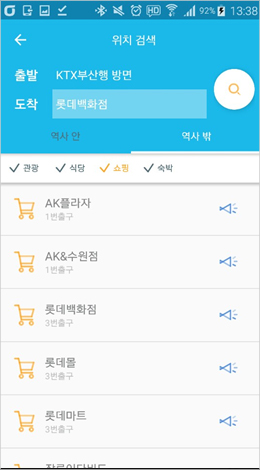 HD 92% 13:38
위치 검색
출발 KTX부산행 방면
도착 롯데백화점
역사 안 역사 밖
관광 식당 쇼핑 숙박
AK플라자
1번출구
AK&수원점
1번출구
롯데백화점
3번출구
롯데몰
3번출구
롯데마트
3번출구